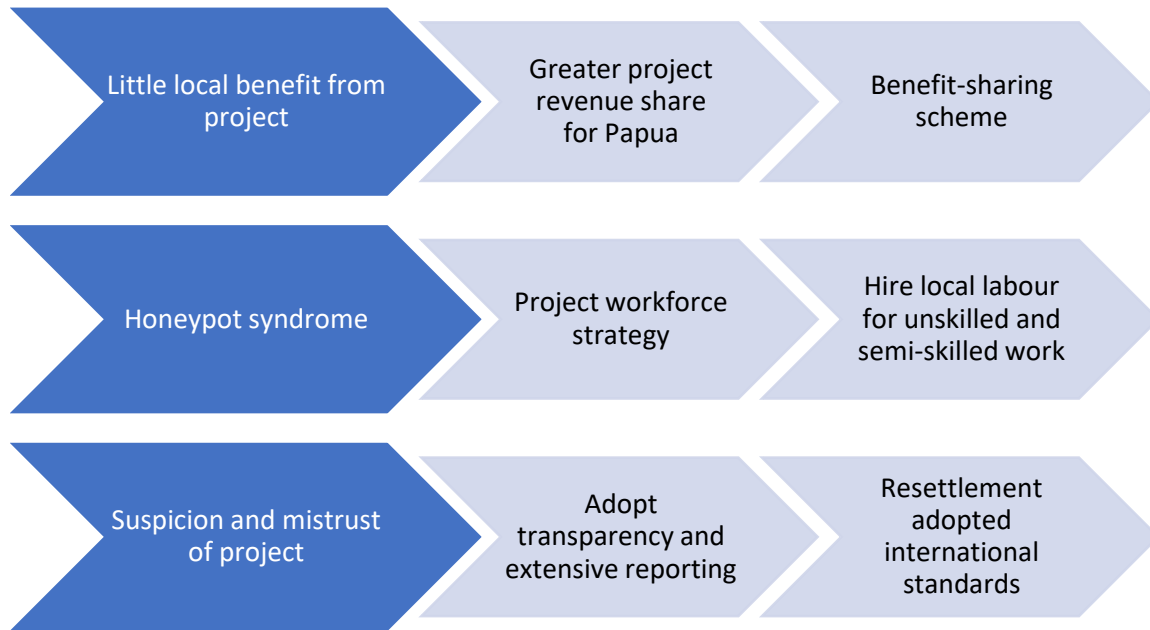 Little local benefit from
project
Greater project
revenue share
for Papua
Benefit-sharing
scheme
Honeypot syndrome
Project workforce
strategy
Hire local labour
for unskilled and
semi-skilled work
Suspicion and mistrust
of project
Adopt
transparency and
extensive reporting
Resettlement
adopted
international
standards